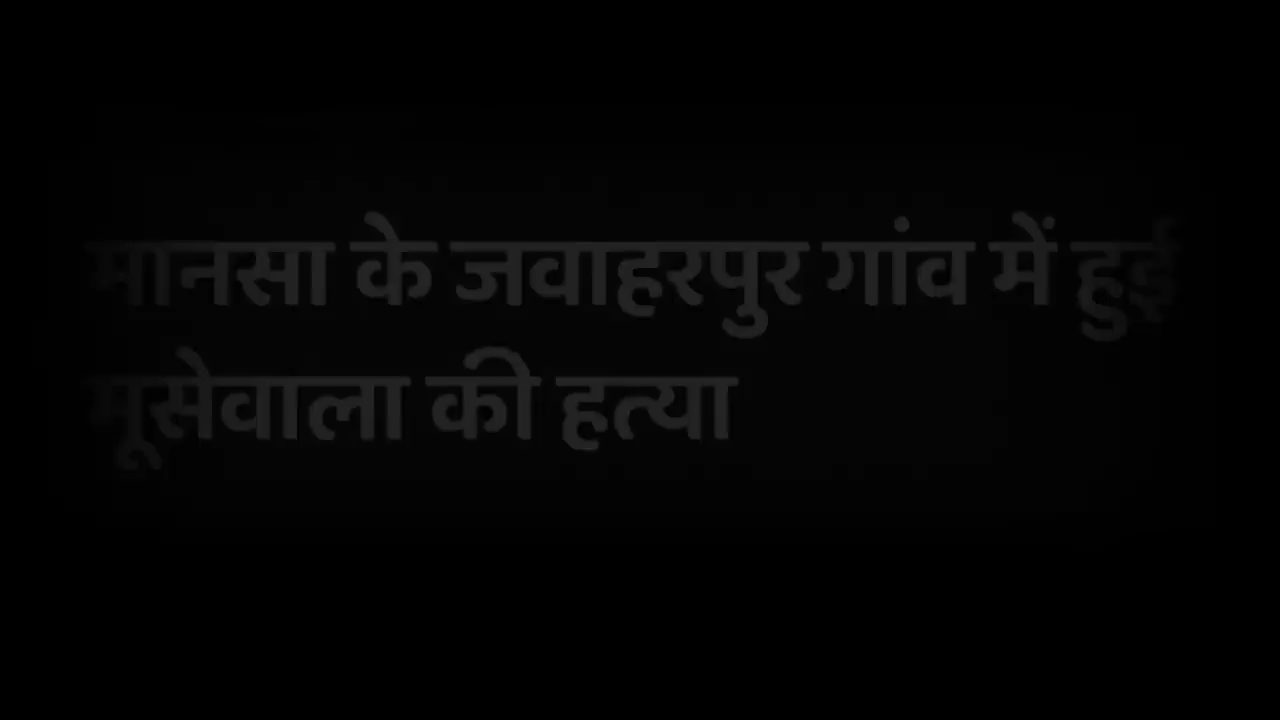 मानसा के जवाहरपुर गांव में हुई
मूसेवाला की हत्या